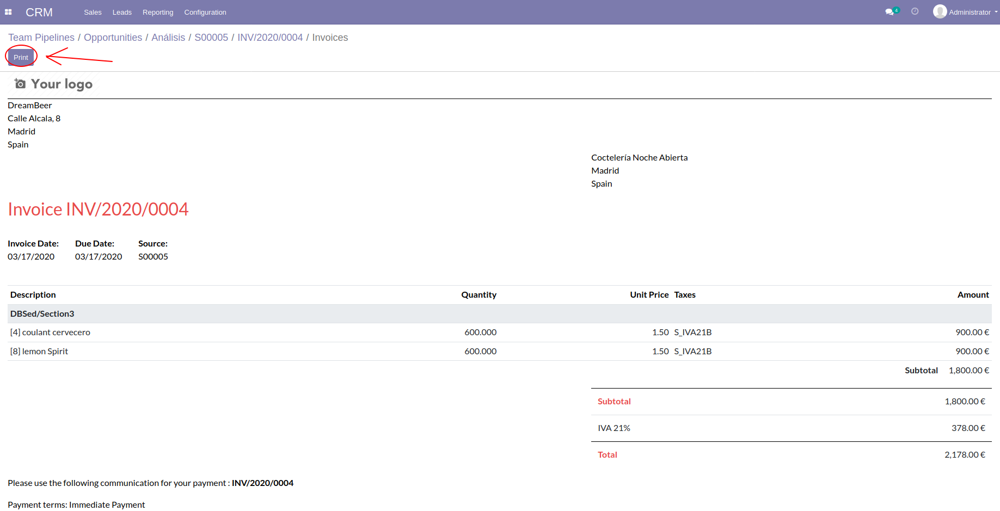 CRM Sales Leads Reporting Configuration 4 Administrator
Team Pipelines / Opportunities / Análisis / S00005 / INV/2020/0004 / Invoices
Print
Your logo
DreamBeer
Calle Alcala, 8
Madrid
Spain
Coctelería Noche Abierta
Madrid
Spain
Invoice INV/2020/0004
Invoice Date: Due Date: Source:
03/17/2020 03/17/2020 S00005
Description Quantity Unit Price Taxes Amount
DBSed/Section3
[4] coulant cervecero 600.000 1.50 S_IVA21B 900.00 €
[8] lemon Spirit 600.000 1.50 S_IVA21B 900.00 €
Subtotal 1,800.00 €
Subtotal 1,800.00 €
IVA 21% 378.00 €
Total 2,178.00 €
Please use the following communication for your payment : INV/2020/0004
Payment terms: Immediate Payment